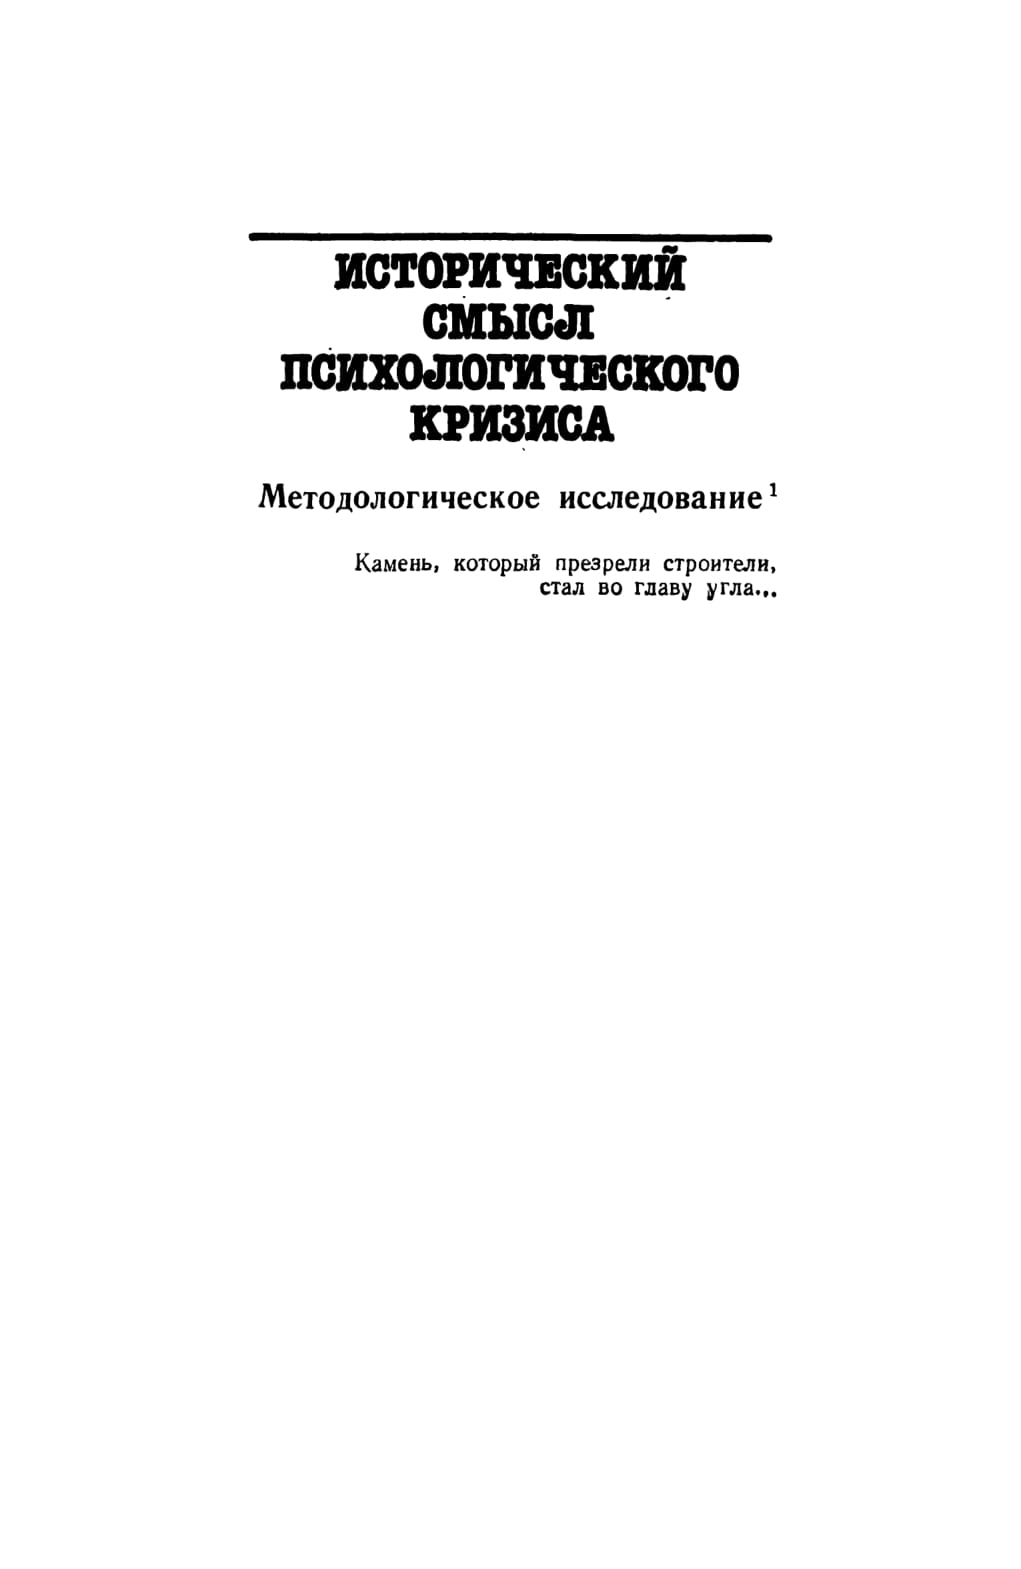 ИСТОРИЧЕСКИЙ
СМЫСЛ
ПСИХОЛОГИЧЕСКОГО
КРИЗИСА
Методологическое исследование¹
Камень, который презрели строители,
стал во главу угла...